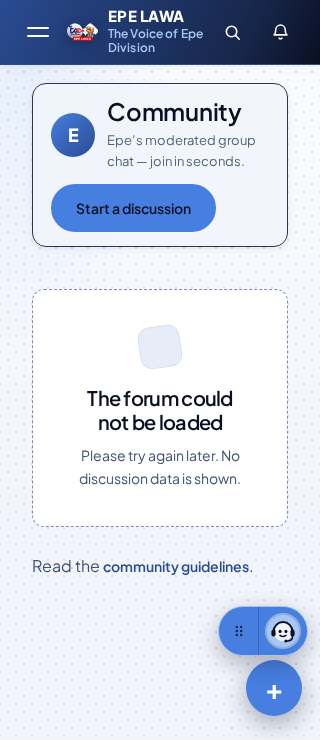 EPE LAWA
The Voice of Epe
Division
E
Community
Epe's moderated group
chat — join in seconds.
Start a discussion
The forum could
not be loaded
Please try again later. No
discussion data is shown.
Read the community guidelines.
+